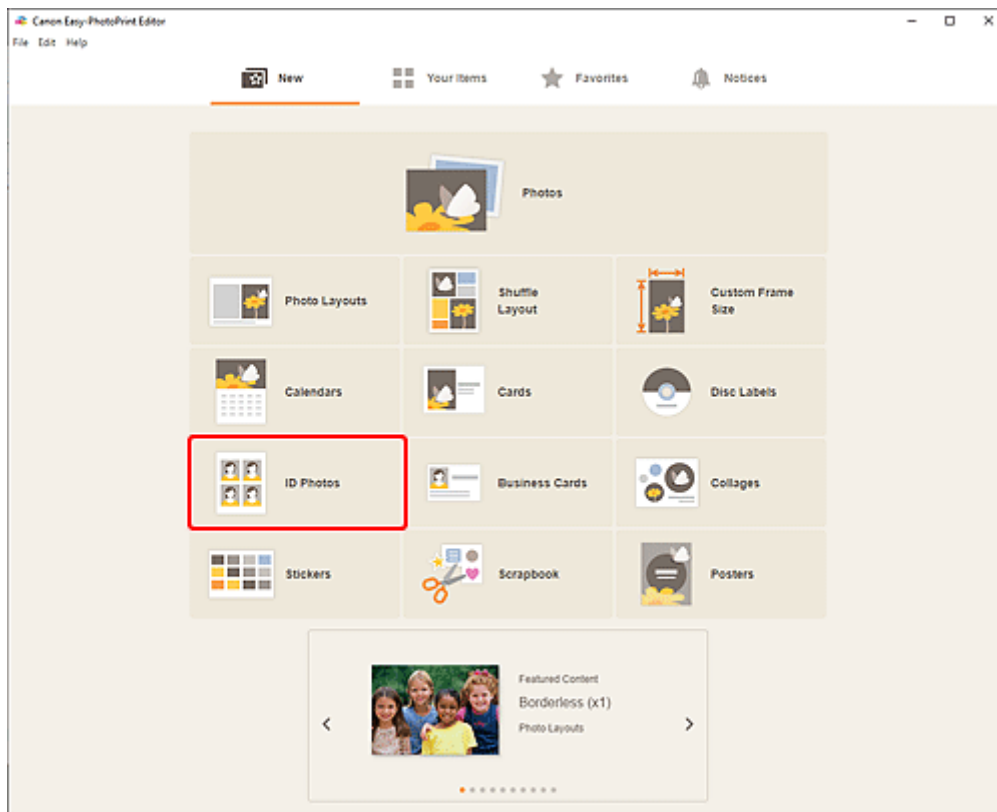 Canon Easy-PhotoPrint Editor
File Edit Help
New Your Items Favorites Notices
Photos
Photo Layouts
Shuffle
Layout
Custom Frame
Size
Calendars
Cards
Disc Labels
ID Photos
Business Cards
Collages
Stickers
Scrapbook
Posters
Featured Content
Borderless (x1)
Photo Layouts